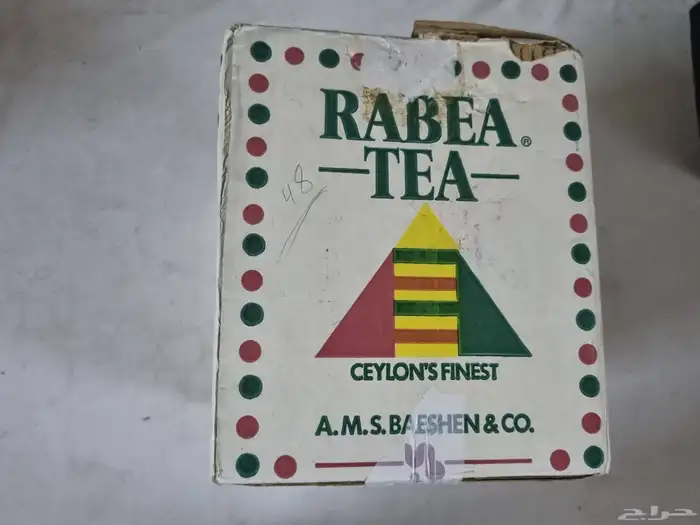 RABEA®
TEA
48
CEYLON'S FINEST
A.M.S. BAESHEN & CO.
حراج